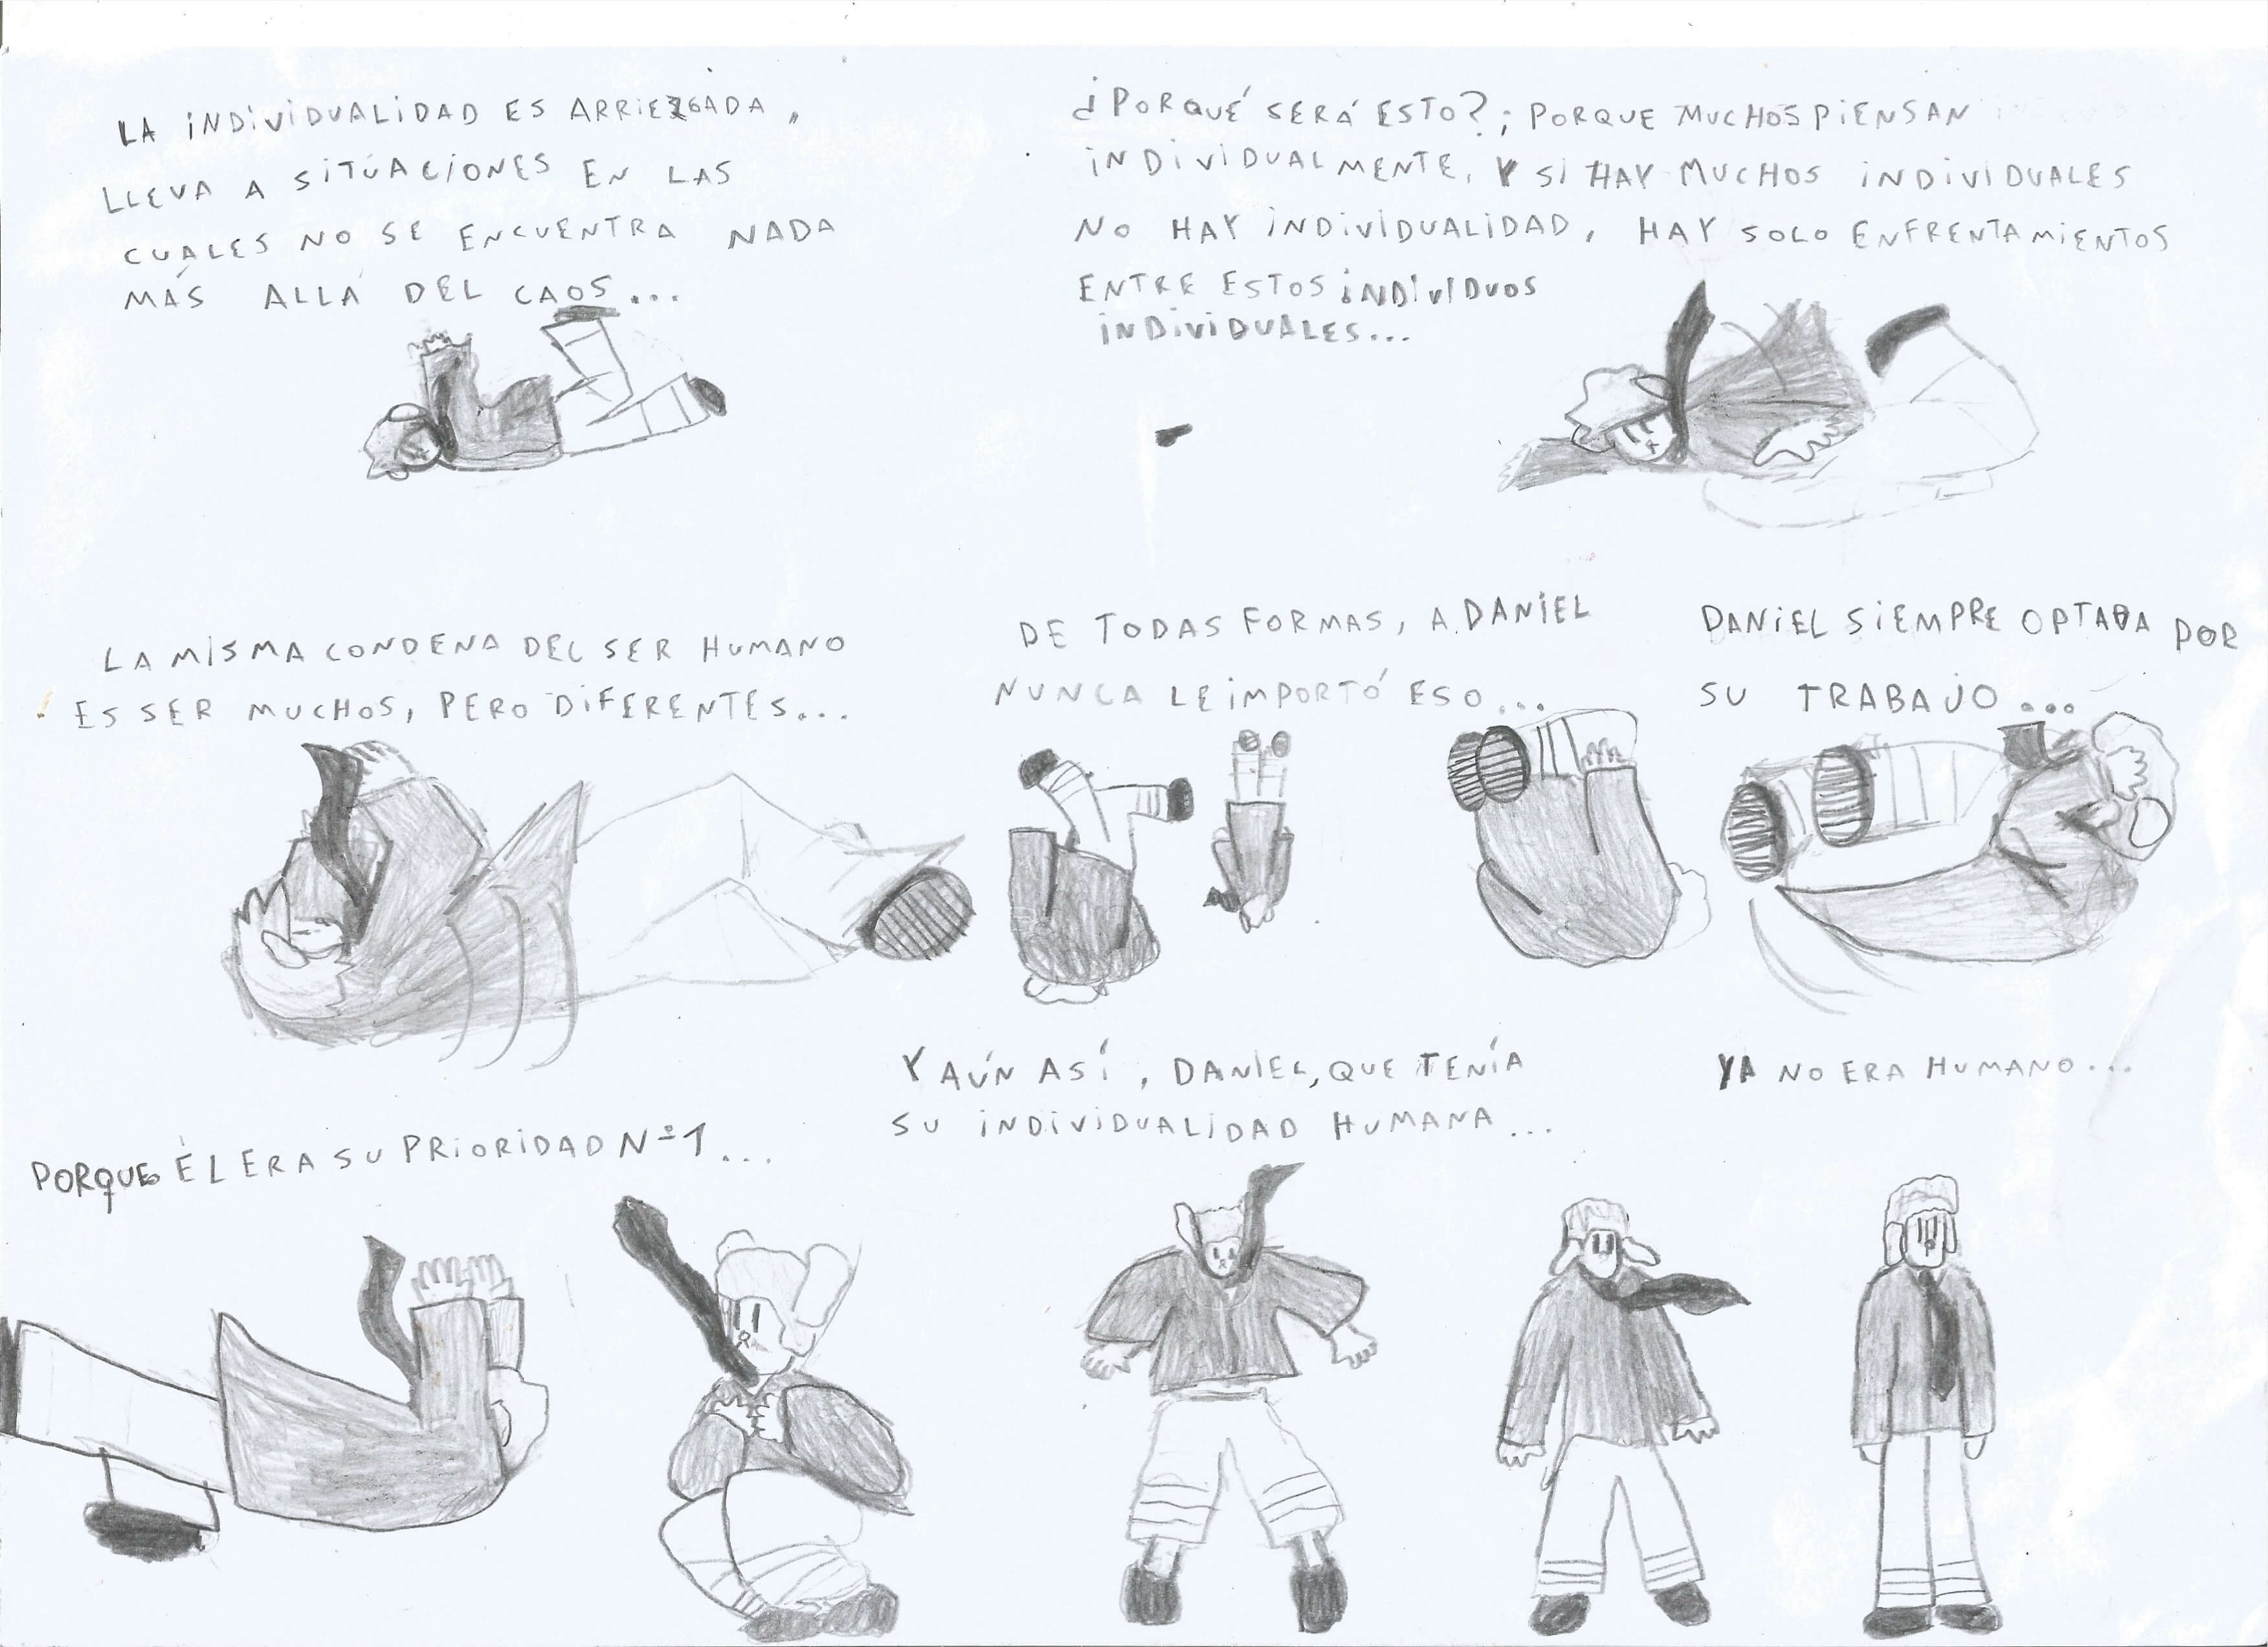 LA INDIVIDUALIDAD ES ARRIEZGADA,
LLEVA A SITUACIONES EN LAS
CUALES NO SE ENCUENTRA NADA
MÁS ALLÁ DEL CAOS...
¿PORQUÉ SERÁ ESTO?; PORQUE MUCHOS PIENSAN
INDIVIDUALMENTE, Y SI HAY MUCHOS INDIVIDUALES
NO HAY INDIVIDUALIDAD, HAY SOLO ENFRENTAMIENTOS
ENTRE ESTOS INDIVIDUOS
INDIVIDUALES...
LA MISMA CONDENA DEL SER HUMANO
ES SER MUCHOS, PERO DIFERENTES...
DE TODAS FORMAS, A DANIEL
NUNCA LE IMPORTÓ ESO...
DANIEL SIEMPRE OPTABA POR
SU TRABAJO...
PORQUE ÉL ERA SU PRIORIDAD Nº1...
Y AÚN ASÍ, DANIEL, QUE TENÍA
SU INDIVIDUALIDAD HUMANA...
YA NO ERA HUMANO...